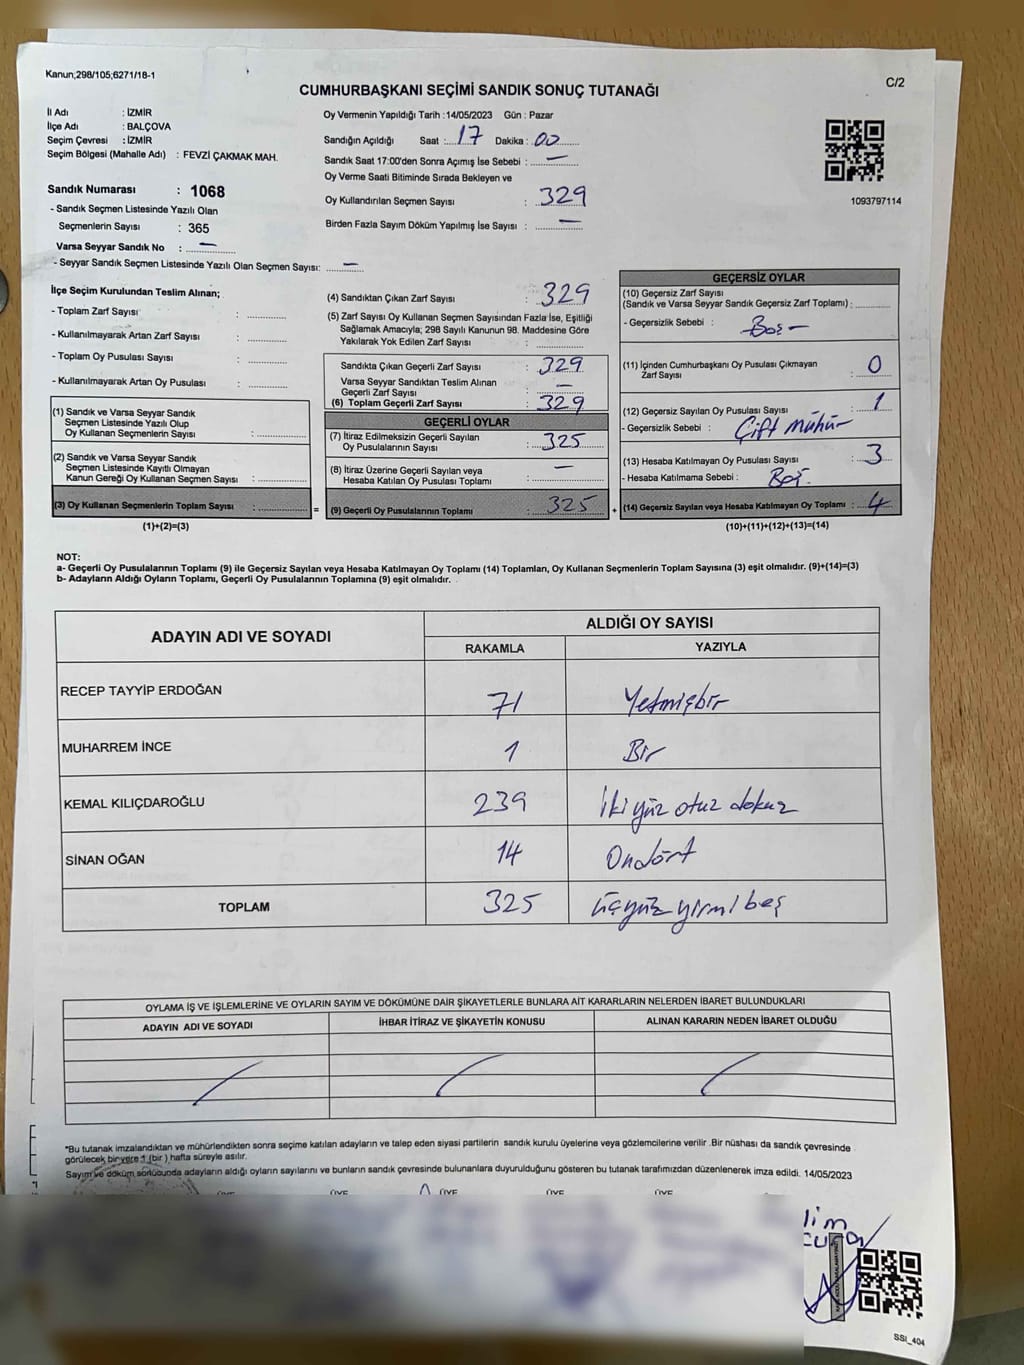 Kanun;298/105;6271/18-1
C/2
CUMHURBAŞKANI SEÇİMİ SANDIK SONUÇ TUTANAĞI
İl Adı : İZMİR
İlçe Adı : BALÇOVA
Seçim Çevresi : İZMİR
Seçim Bölgesi (Mahalle Adı) : FEVZİ ÇAKMAK MAH.
Sandık Numarası : 1068
- Sandık Seçmen Listesinde Yazılı Olan
Seçmenlerin Sayısı : 365
Varsa Seyyar Sandık No : —
- Seyyar Sandık Seçmen Listesinde Yazılı Olan Seçmen Sayısı: —
Oy Vermenin Yapıldığı Tarih :14/05/2023 Gün : Pazar
Sandığın Açıldığı Saat : 17 Dakika : 00
Sandık Saat 17:00'den Sonra Açımış İse Sebebi : —
Oy Verme Saati Bitiminde Sırada Bekleyen ve
Oy Kullandırılan Seçmen Sayısı : 329
Birden Fazla Sayım Döküm Yapılmış İse Sayısı : —
1093797114
İlçe Seçim Kurulundan Teslim Alınan;
- Toplam Zarf Sayısı :
- Kullanılmayarak Artan Zarf Sayısı :
- Toplam Oy Pusulası Sayısı :
- Kullanılmayarak Artan Oy Pusulası :
(1) Sandık ve Varsa Seyyar Sandık
Seçmen Listesinde Yazılı Olup
Oy Kullanan Seçmenlerin Sayısı :
(2) Sandık ve Varsa Seyyar Sandık
Seçmen Listesinde Kayıtlı Olmayan
Kanun Gereği Oy Kullanan Seçmen Sayısı :
(3) Oy Kullanan Seçmenlerin Toplam Sayısı :
(1)+(2)=(3)
(4) Sandıktan Çıkan Zarf Sayısı : 329
(5) Zarf Sayısı Oy Kullanan Seçmen Sayısından Fazla İse, Eşitliği
Sağlamak Amacıyla; 298 Sayılı Kanunun 98. Maddesine Göre
Yakılarak Yok Edilen Zarf Sayısı :
Sandıkta Çıkan Geçerli Zarf Sayısı : 329
Varsa Seyyar Sandıktan Teslim Alınan
Geçerli Zarf Sayısı : —
(6) Toplam Geçerli Zarf Sayısı : 329
GEÇERLİ OYLAR
(7) İtiraz Edilmeksizin Geçerli Sayılan
Oy Pusulalarının Sayısı : 325
(8) İtiraz Üzerine Geçerli Sayılan veya
Hesaba Katılan Oy Pusulası Toplamı : —
= (9) Geçerli Oy Pusulalarının Toplamı : 325 +
GEÇERSİZ OYLAR
(10) Geçersiz Zarf Sayısı
(Sandık ve Varsa Seyyar Sandık Geçersiz Zarf Toplamı) :
- Geçersizlik Sebebi : Boş —
(11) İçinden Cumhurbaşkanı Oy Pusulası Çıkmayan
Zarf Sayısı : 0
(12) Geçersiz Sayılan Oy Pusulası Sayısı : 1
- Geçersizlik Sebebi : Çift mühür
(13) Hesaba Katılmayan Oy Pusulası Sayısı : 3
- Hesaba Katılmama Sebebi : Boş.
(14) Geçersiz Sayılan veya Hesaba Katılmayan Oy Toplamı : 4
(10)+(11)+(12)+(13)=(14)
NOT:
a- Geçerli Oy Pusulalarının Toplamı (9) ile Geçersiz Sayılan veya Hesaba Katılmayan Oy Toplamı (14) Toplamları, Oy Kullanan Seçmenlerin Toplam Sayısına (3) eşit olmalıdır. (9)+(14)=(3)
b- Adayların Aldığı Oyların Toplamı, Geçerli Oy Pusulalarının Toplamına (9) eşit olmalıdır.
ADAYIN ADI VE SOYADI
ALDIĞI OY SAYISI
RAKAMLA YAZIYLA
RECEP TAYYİP ERDOĞAN 71 Yetmişbir
MUHARREM İNCE 1 Bir
KEMAL KILIÇDAROĞLU 239 İkiyüz otuz dokuz
SİNAN OĞAN 14 Ondört
TOPLAM 325 üçyüz yirmi beş
OYLAMA İŞ VE İŞLEMLERİNE VE OYLARIN SAYIM VE DÖKÜMÜNE DAİR ŞİKAYETLERLE BUNLARA AİT KARARLARIN NELERDEN İBARET BULUNDUKLARI
ADAYIN ADI VE SOYADI İHBAR İTİRAZ VE ŞİKAYETİN KONUSU ALINAN KARARIN NEDEN İBARET OLDUĞU
*Bu tutanak imzalandıktan ve mühürlendikten sonra seçime katılan adayların ve talep eden siyasi partilerin sandık kurulu üyelerine veya gözlemcilerine verilir .Bir nüshası da sandık çevresinde
görülecek bir yere 1 (bir ) hafta süreyle asılır.
Sayım ve döküm sonucunda adayların aldığı oyların sayılarını ve bunların sandık çevresinde bulunanlara duyurulduğunu gösteren bu tutanak tarafımızdan düzenlenerek imza edildi. 14/05/2023
ÜYE ÜYE ÜYE ÜYE
SSI_404